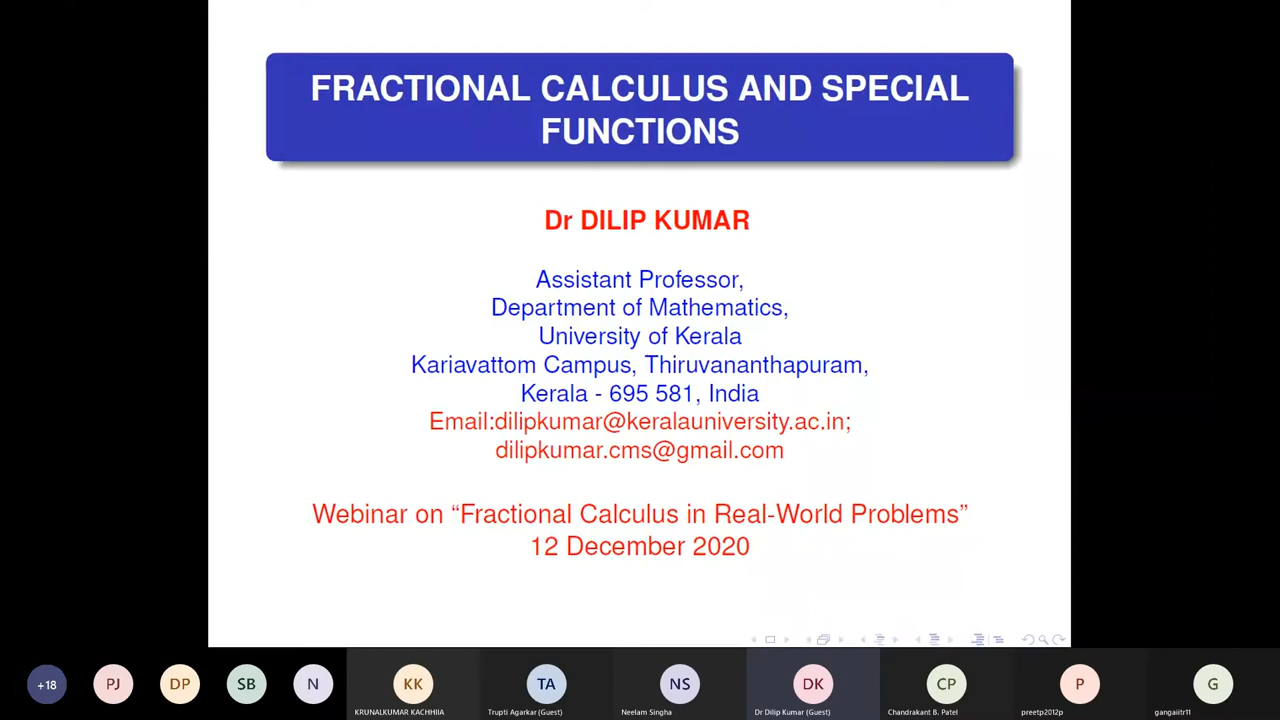 FRACTIONAL CALCULUS AND SPECIAL
FUNCTIONS
Dr DILIP KUMAR
Assistant Professor,
Department of Mathematics,
University of Kerala
Kariavattom Campus, Thiruvananthapuram,
Kerala - 695 581, India
Email:dilipkumar@keralauniversity.ac.in;
dilipkumar.cms@gmail.com
Webinar on “Fractional Calculus in Real-World Problems”
12 December 2020
+18 PJ DP SB N KK TA NS DK CP P G
KRUNALKUMAR KACHHIIA Trupti Agarkar (Guest) Neelam Singha Dr Dilip Kumar (Guest) Chandrakant B. Patel preetp2012p gangaiitr11